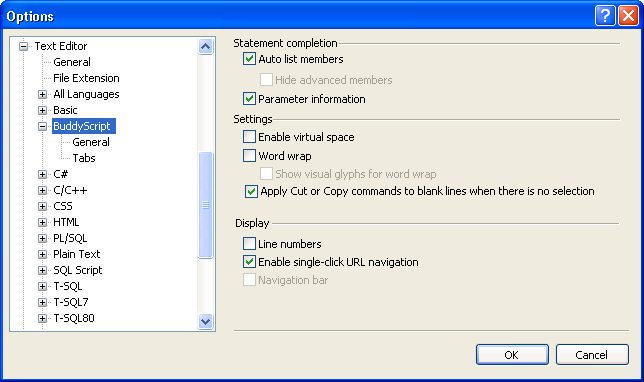 Options
Text Editor
General
File Extension
All Languages
Basic
BuddyScript
General
Tabs
C#
C/C++
CSS
HTML
PL/SQL
Plain Text
SQL Script
T-SQL
T-SQL7
T-SQL80
Statement completion
Auto list members
Hide advanced members
Parameter information
Settings
Enable virtual space
Word wrap
Show visual glyphs for word wrap
Apply Cut or Copy commands to blank lines when there is no selection
Display
Line numbers
Enable single-click URL navigation
Navigation bar
OK
Cancel